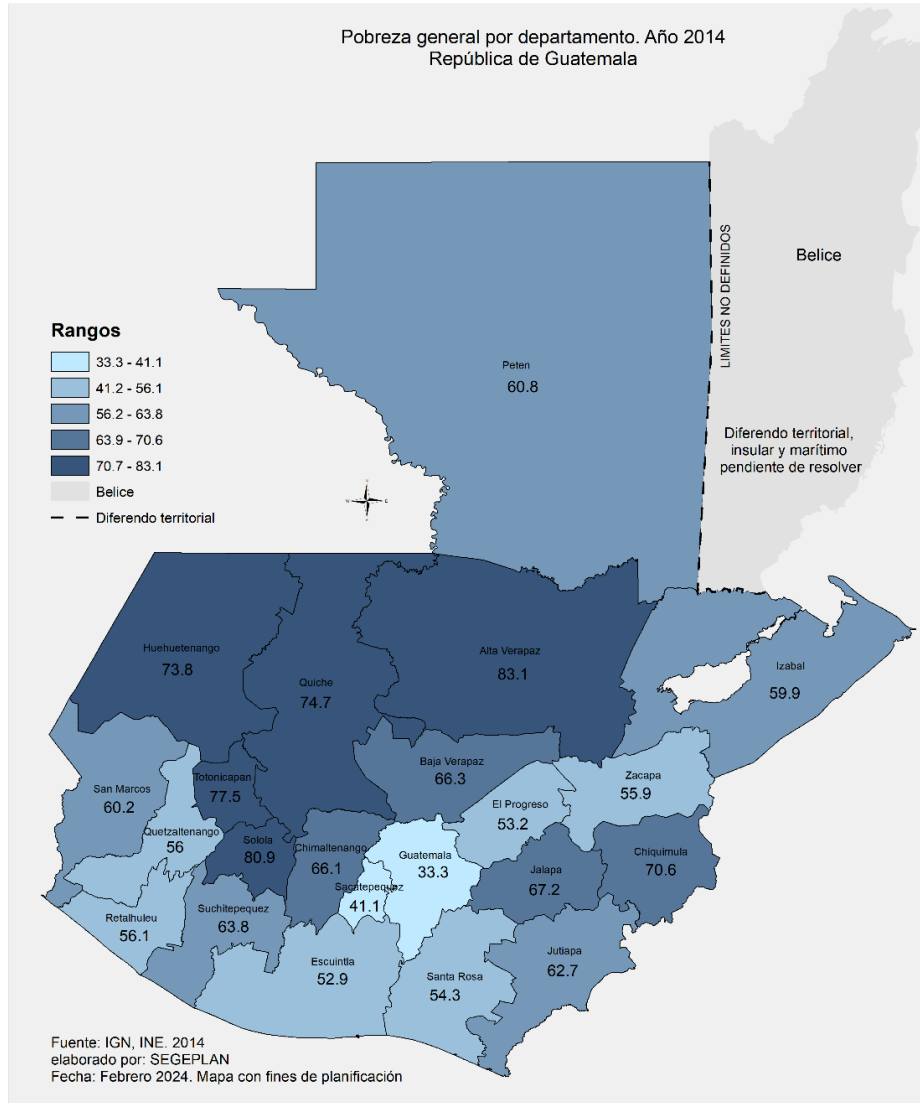 Pobreza general por departamento. Año 2014
República de Guatemala
LIMITES NO DEFINIDOS
Belice
Rangos
33.3 - 41.1
41.2 - 56.1
56.2 - 63.8
63.9 - 70.6
70.7 - 83.1
Belice
Diferendo territorial
Peten
60.8
Diferendo territorial,
insular y marítimo
pendiente de resolver
Huehuetenango
73.8
Quiche
74.7
Alta Verapaz
83.1
Izabal
59.9
Baja Verapaz
66.3
Zacapa
55.9
San Marcos
60.2
Totonicapan
77.5
El Progreso
53.2
Quetzaltenango
56
Solola
80.9
Chimaltenango
66.1
Guatemala
33.3
Chiquimula
70.6
Jalapa
67.2
Sacatepequez
41.1
Retalhuleu
56.1
Suchitepequez
63.8
Escuintla
52.9
Santa Rosa
54.3
Jutiapa
62.7
Fuente: IGN, INE. 2014
elaborado por: SEGEPLAN
Fecha: Febrero 2024. Mapa con fines de planificación